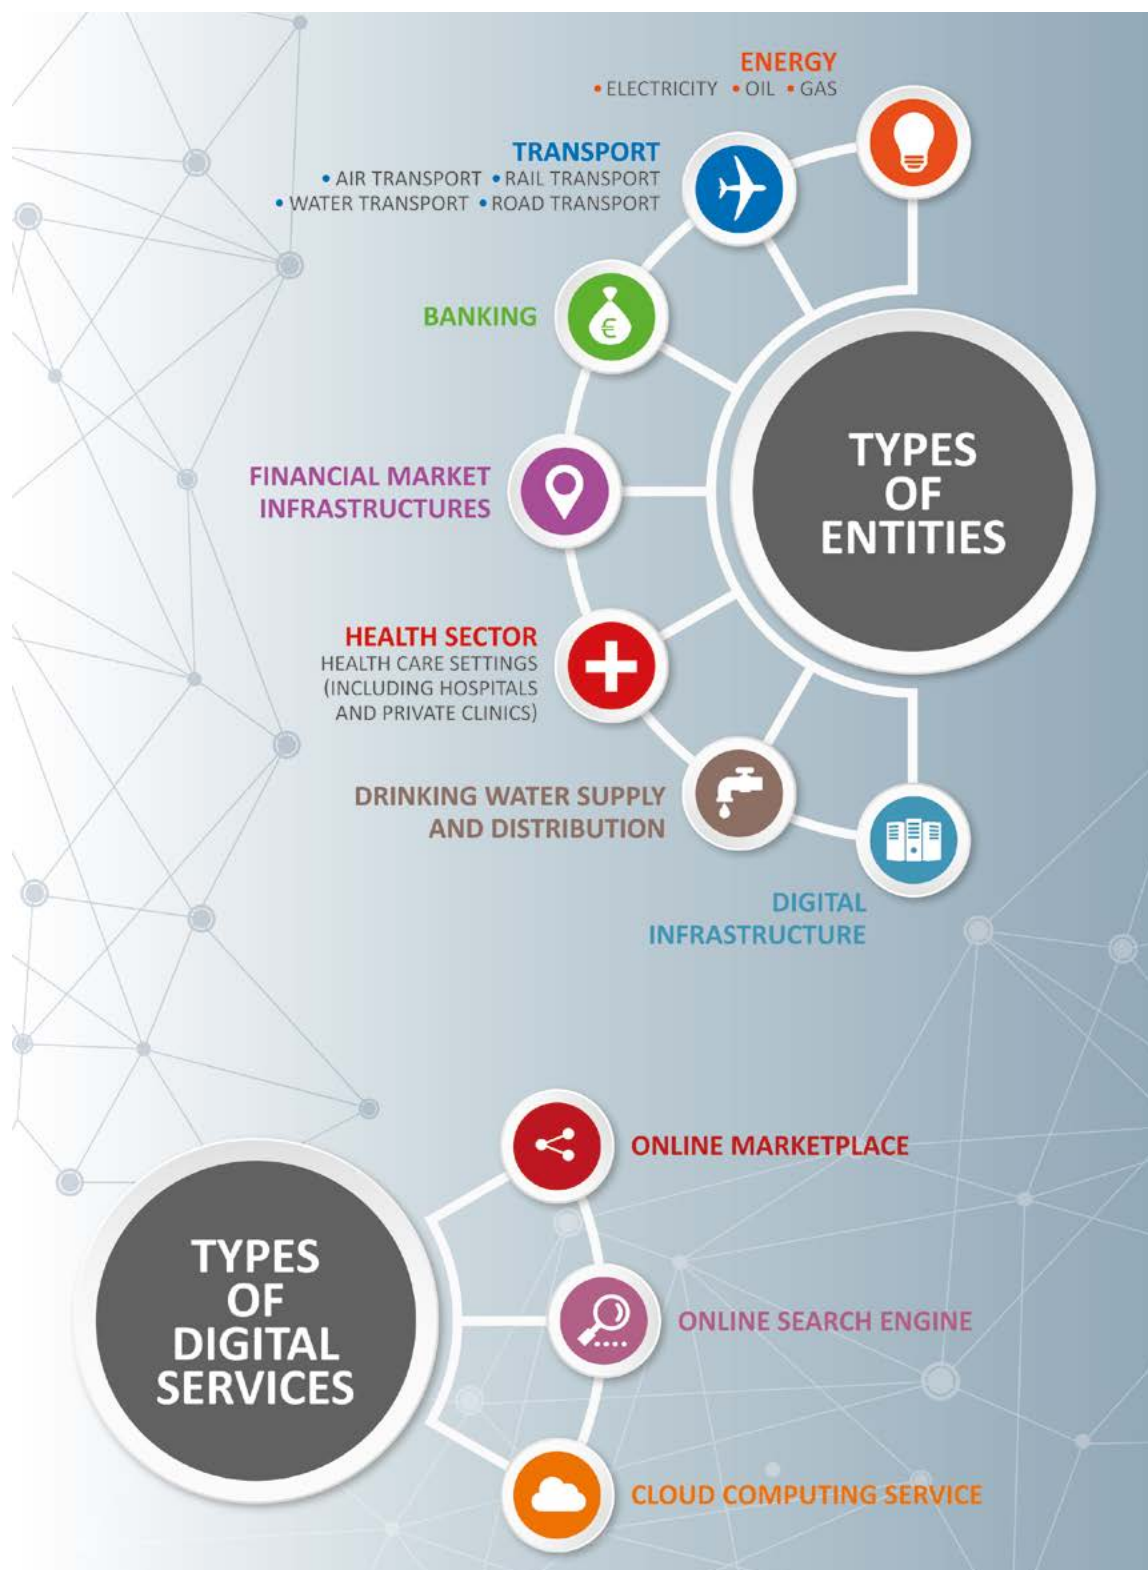 ENERGY
• ELECTRICITY • OIL • GAS
TRANSPORT
• AIR TRANSPORT • RAIL TRANSPORT
• WATER TRANSPORT • ROAD TRANSPORT
BANKING
€
FINANCIAL MARKET
INFRASTRUCTURES
TYPES
OF
ENTITIES
HEALTH SECTOR
HEALTH CARE SETTINGS
(INCLUDING HOSPITALS
AND PRIVATE CLINICS)
DRINKING WATER SUPPLY
AND DISTRIBUTION
DIGITAL
INFRASTRUCTURE
ONLINE MARKETPLACE
TYPES
OF
DIGITAL
SERVICES
ONLINE SEARCH ENGINE
CLOUD COMPUTING SERVICE